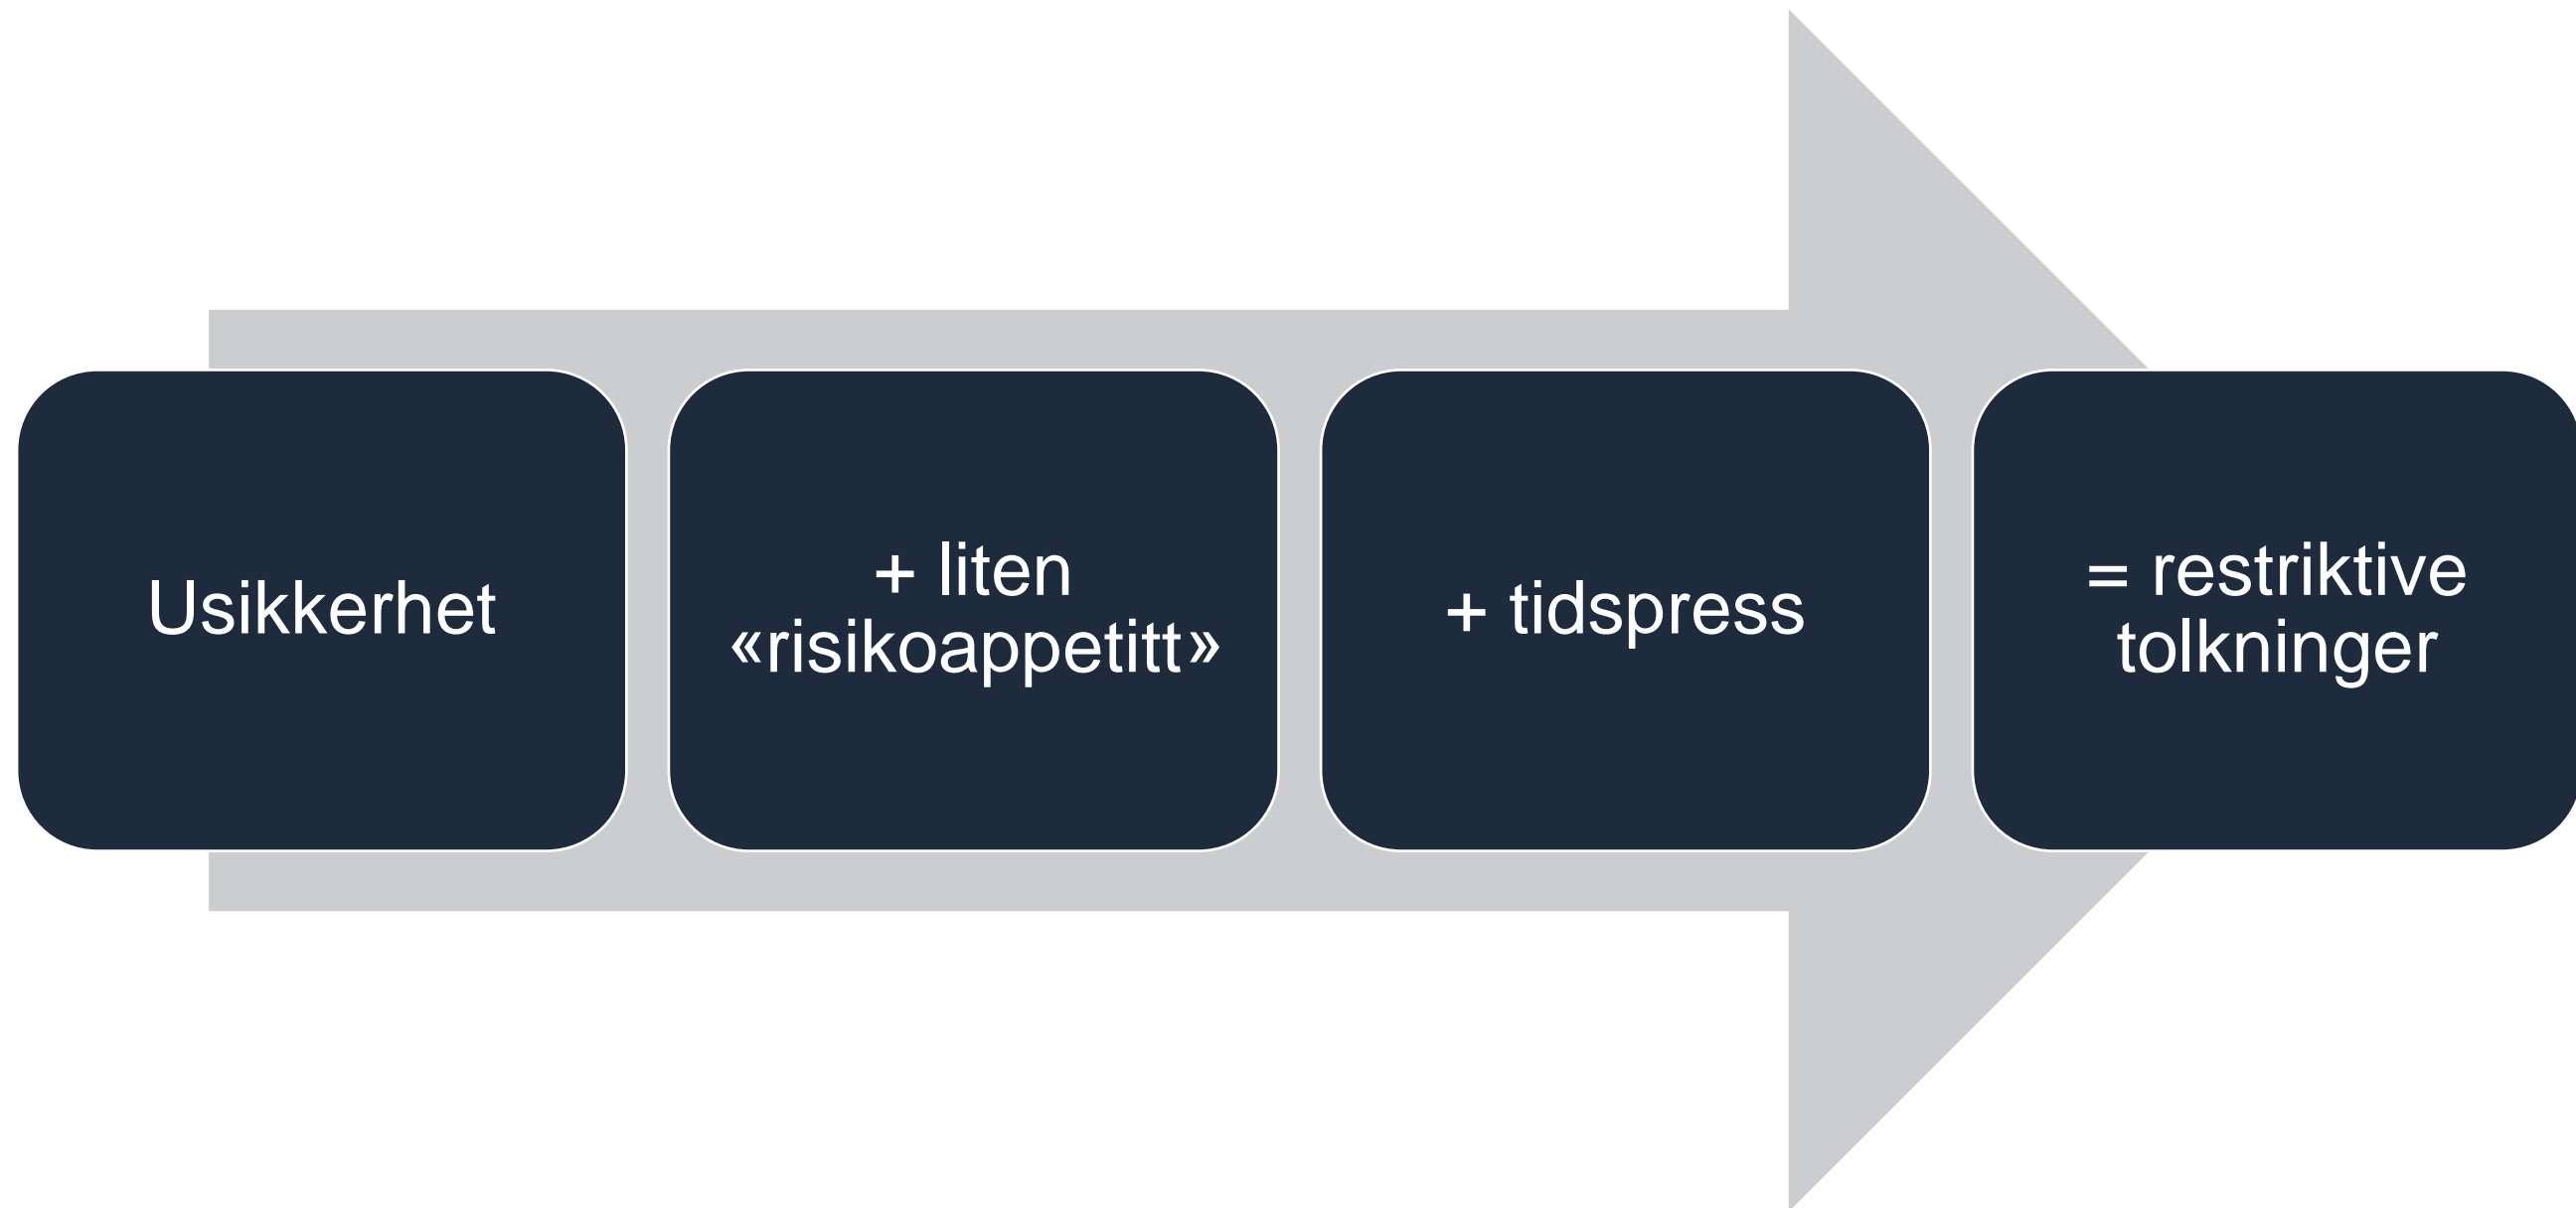 Usikkerhet
+ liten
«risikoappetitt»
+ tidspress
= restriktive
tolkninger